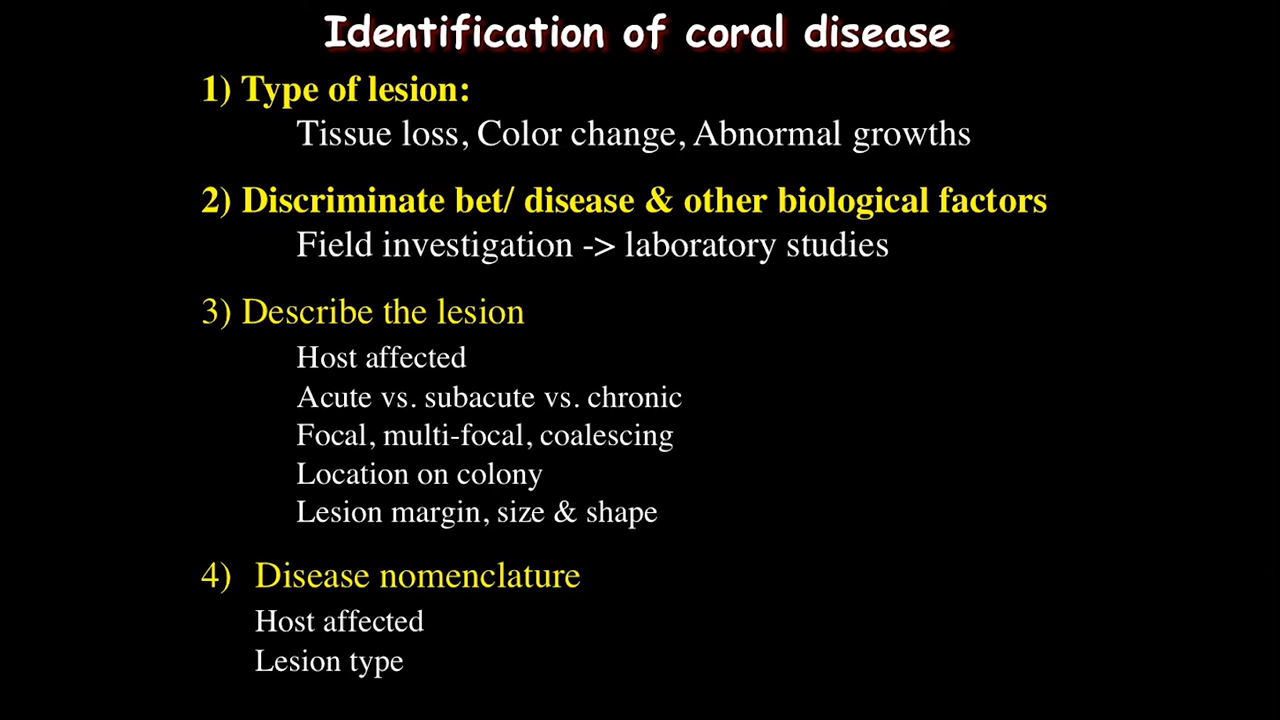 Identification of coral disease
1) Type of lesion:
Tissue loss, Color change, Abnormal growths
2) Discriminate bet/ disease & other biological factors
Field investigation -> laboratory studies
3) Describe the lesion
Host affected
Acute vs. subacute vs. chronic
Focal, multi-focal, coalescing
Location on colony
Lesion margin, size & shape
4) Disease nomenclature
Host affected
Lesion type